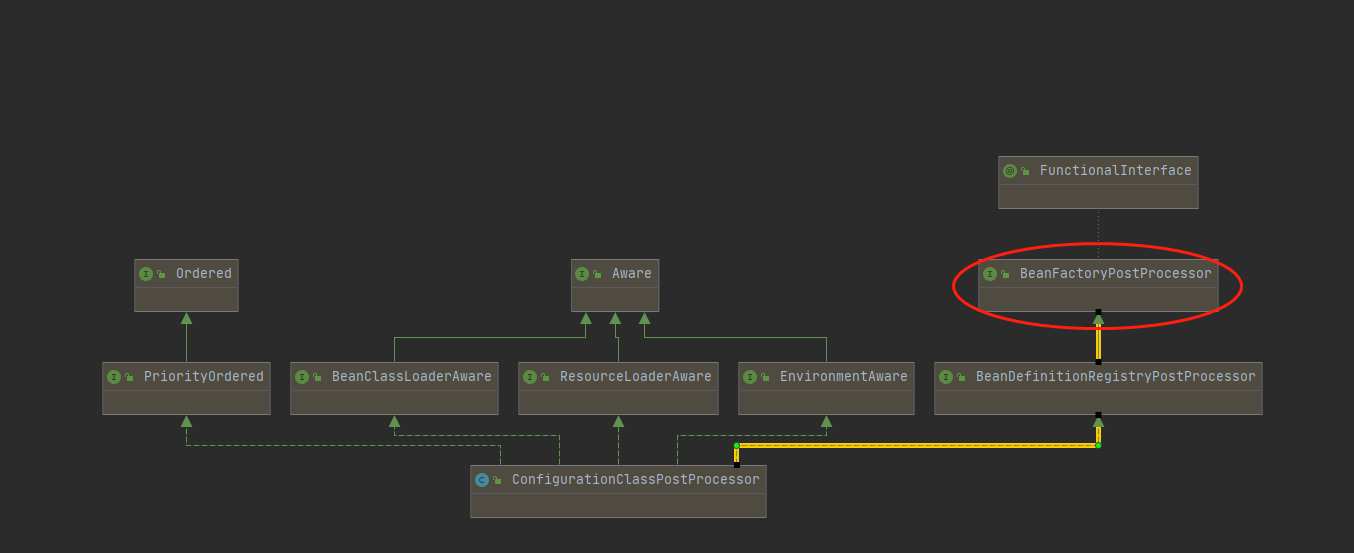 FunctionalInterface
Ordered
Aware
BeanFactoryPostProcessor
PriorityOrdered
BeanClassLoaderAware
ResourceLoaderAware
EnvironmentAware
BeanDefinitionRegistryPostProcessor
ConfigurationClassPostProcessor